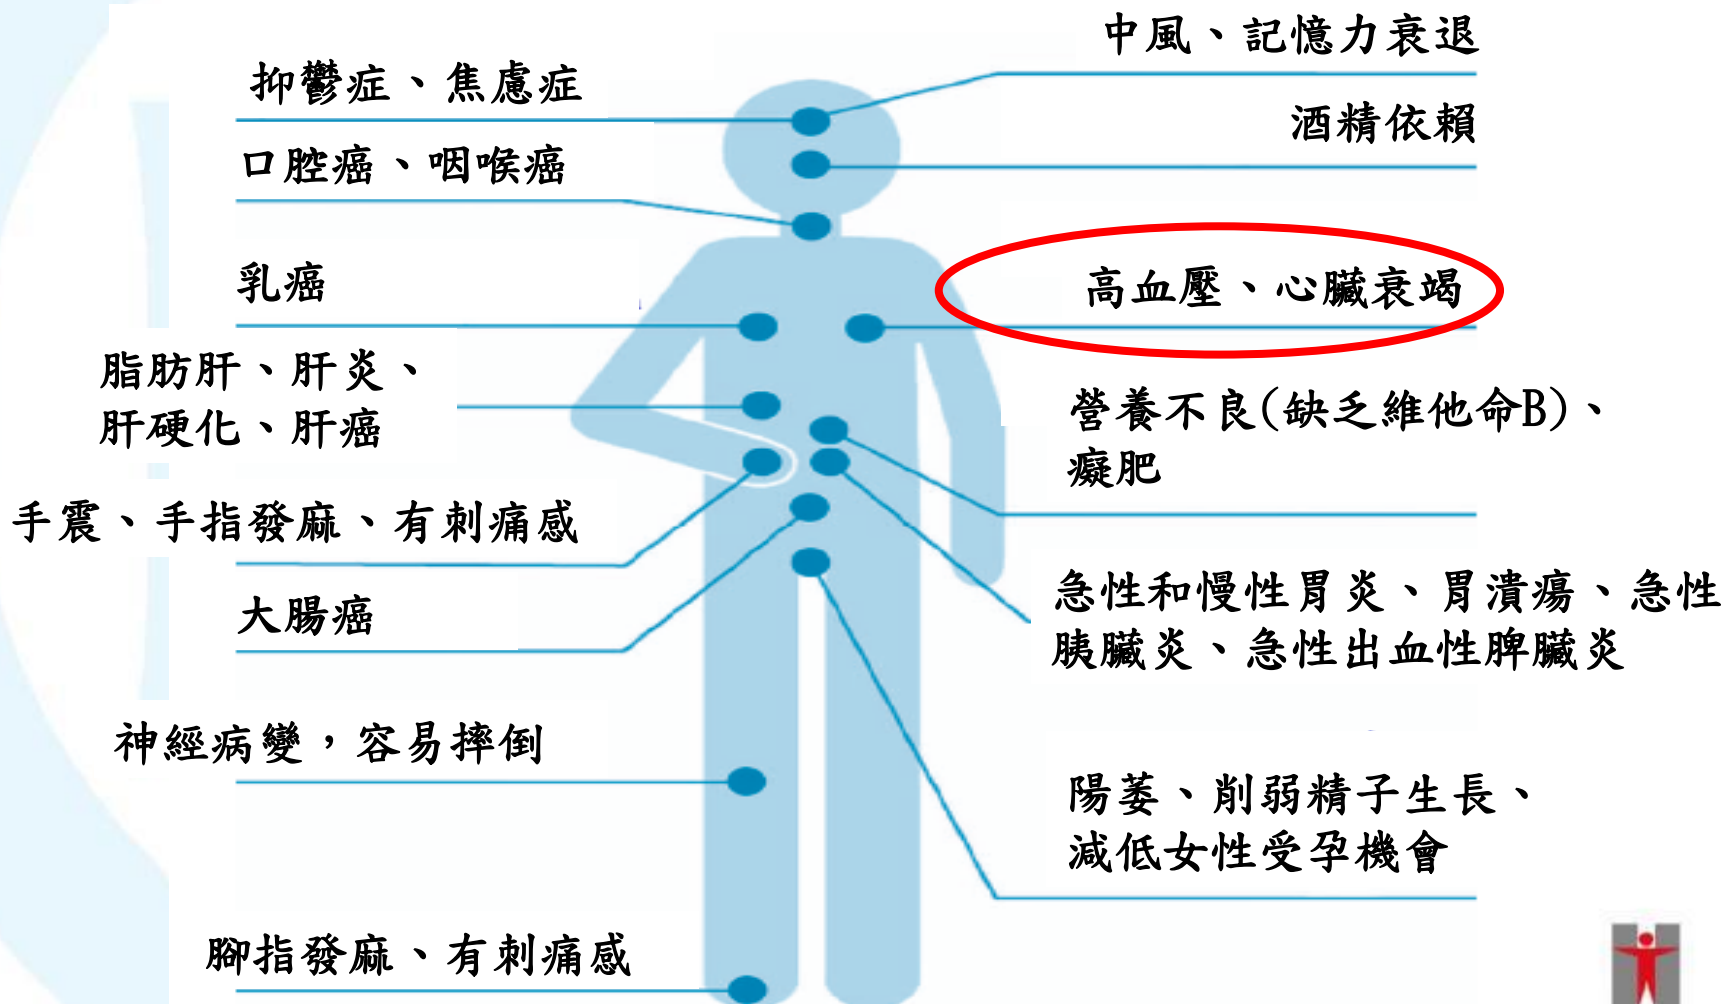 中風、記憶力衰退
抑鬱症、焦慮症
酒精依賴
口腔癌、咽喉癌
乳癌
高血壓、心臟衰竭
脂肪肝、肝炎、
肝硬化、肝癌
營養不良(缺乏維他命B)、
癡肥
手震、手指發麻、有刺痛感
急性和慢性胃炎、胃潰瘍、急性
胰臟炎、急性出血性脾臟炎
大腸癌
神經病變，容易摔倒
陽萎、削弱精子生長、
減低女性受孕機會
腳指發麻、有刺痛感